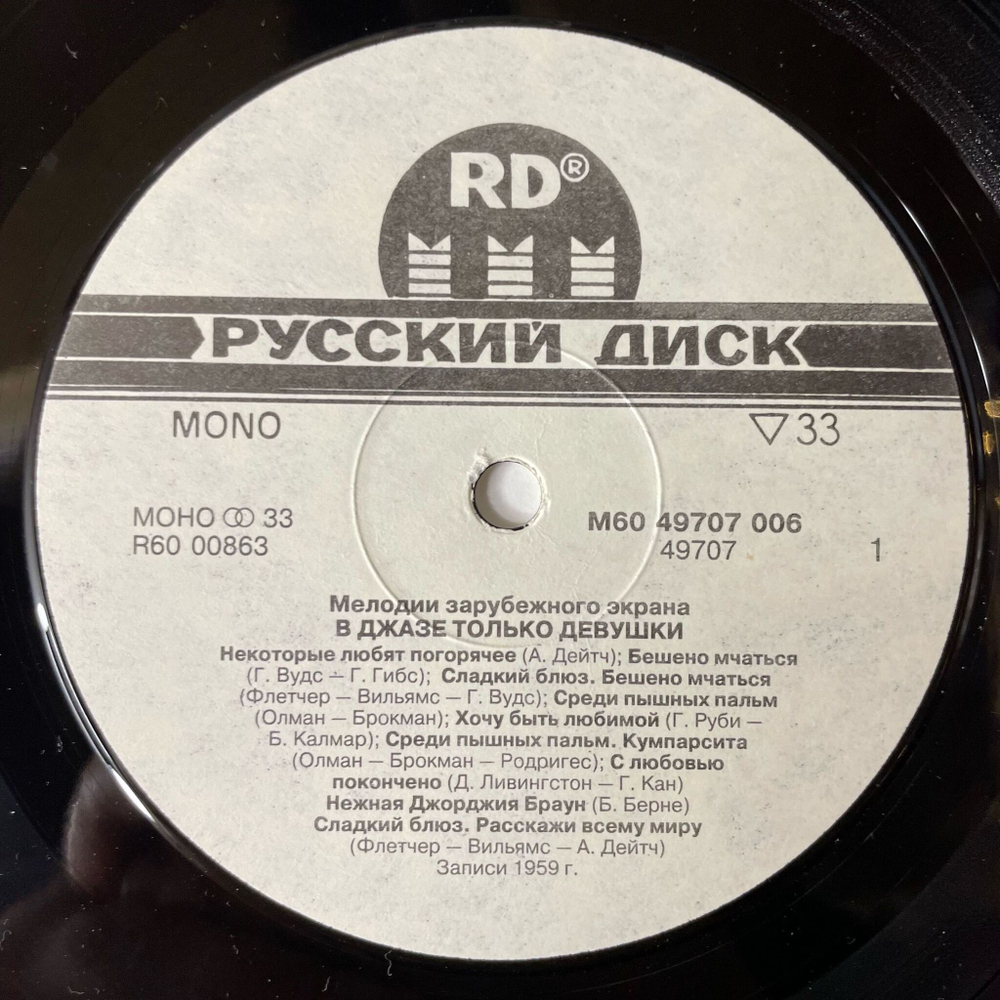 RD®
РУССКИЙ ДИСК
MONO ▽33
МОНО ⵔⵔ 33 М60 49707 006
R60 00863 49707 1
Мелодии зарубежного экрана
В ДЖАЗЕ ТОЛЬКО ДЕВУШКИ
Некоторые любят погорячее (А. Дейтч); Бешено мчаться
(Г. Вудс — Г. Гибс); Сладкий блюз. Бешено мчаться
(Флетчер — Вильямс — Г. Вудс); Среди пышных пальм
(Олман — Брокман); Хочу быть любимой (Г. Руби —
Б. Калмар); Среди пышных пальм. Кумпарсита
(Олман — Брокман — Родригес); С любовью
покончено (Д. Ливингстон — Г. Кан)
Нежная Джорджия Браун (Б. Берне)
Сладкий блюз. Расскажи всему миру
(Флетчер — Вильямс — А. Дейтч)
Записи 1959 г.